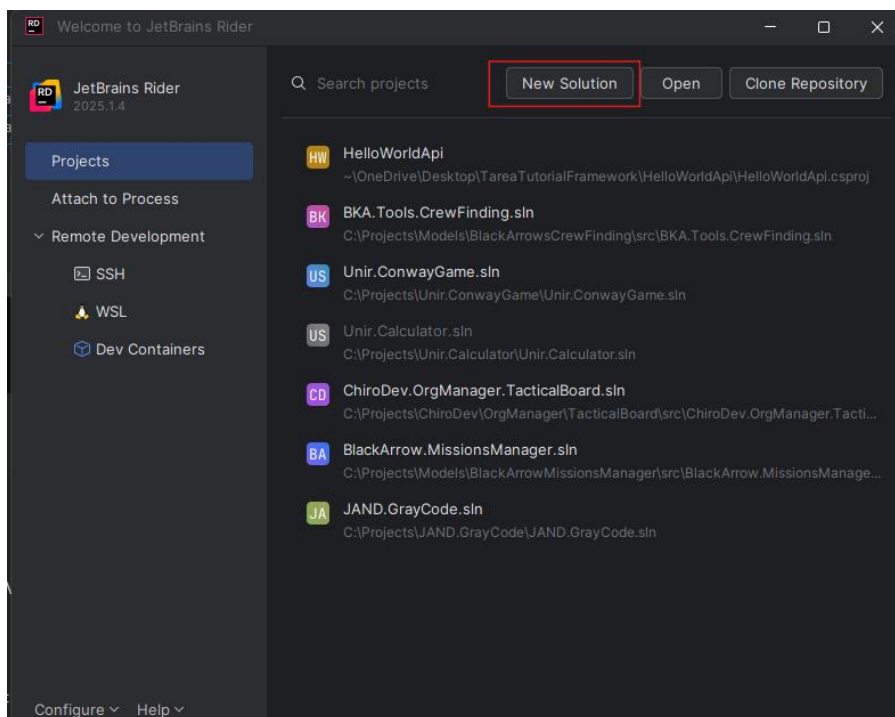 RD Welcome to JetBrains Rider
RD JetBrains Rider
2025.1.4
Search projects
New Solution
Open
Clone Repository
Projects
Attach to Process
Remote Development
SSH
WSL
Dev Containers
HW HelloWorldApi
~\OneDrive\Desktop\TareaTutorialFramework\HelloWorldApi\HelloWorldApi.csproj
BK BKA.Tools.CrewFinding.sln
C:\Projects\Models\BlackArrowsCrewFinding\src\BKA.Tools.CrewFinding.sln
US Unir.ConwayGame.sln
C:\Projects\Unir.ConwayGame\Unir.ConwayGame.sln
US Unir.Calculator.sln
C:\Projects\Unir.Calculator\Unir.Calculator.sln
CD ChiroDev.OrgManager.TacticalBoard.sln
C:\Projects\ChiroDev\OrgManager\TacticalBoard\src\ChiroDev.OrgManager.Tacti...
BA BlackArrow.MissionsManager.sln
C:\Projects\Models\BlackArrowMissionsManager\src\BlackArrow.MissionsManage...
JA JAND.GrayCode.sln
C:\Projects\JAND.GrayCode\JAND.GrayCode.sln
Configure
Help